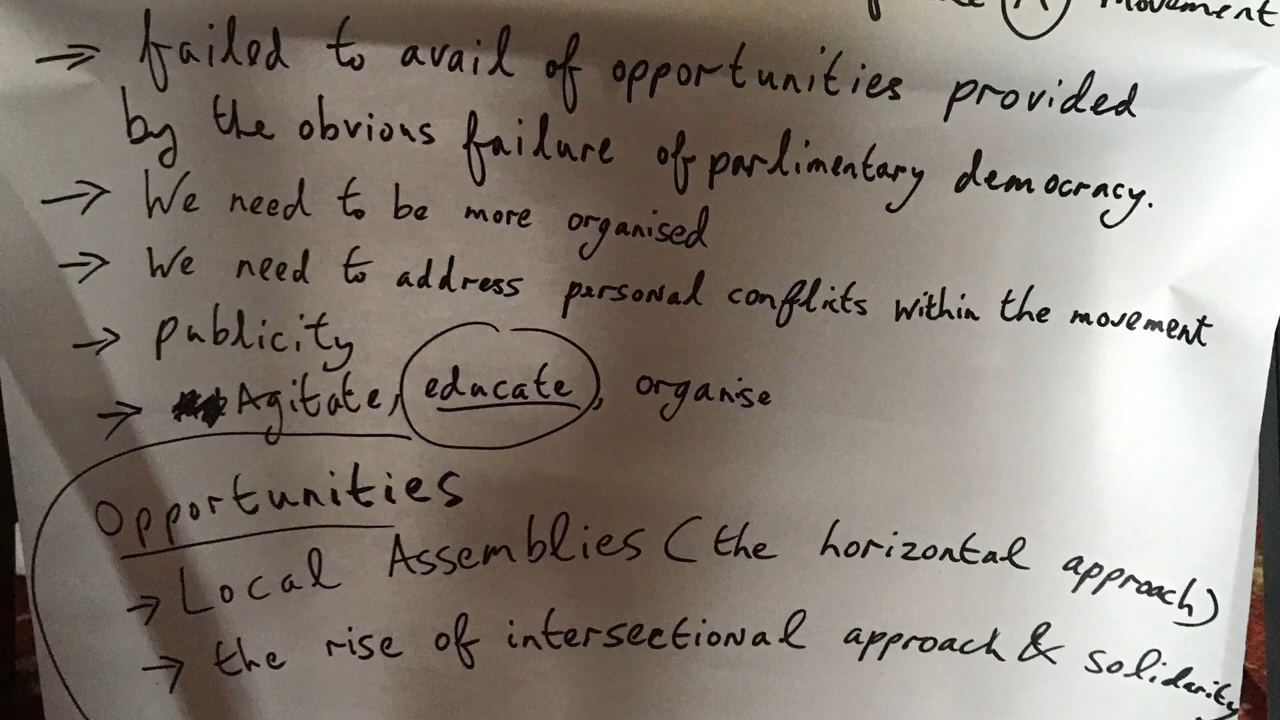 movement
→ failed to avail of opportunities provided
by the obvious failure of parlimentary democracy.
→ We need to be more organised
→ We need to address personal conflicts within the movement
→ publicity
→ Agitate, educate, organise
Opportunities
→ Local Assemblies (the horizontal approach)
→ the rise of intersectional approach & solidarity